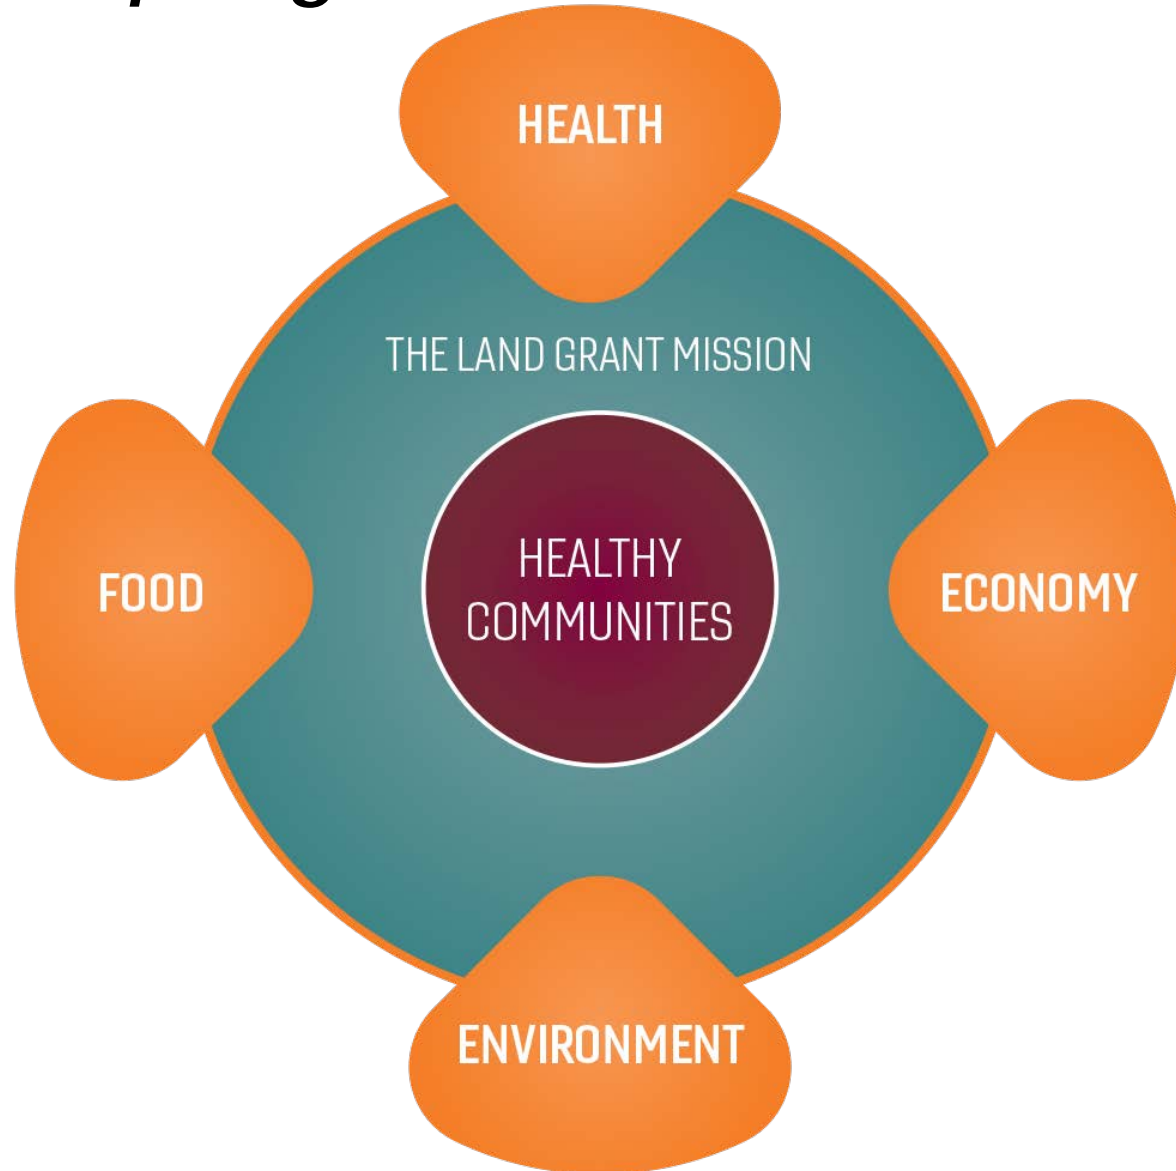 HEALTH
THE LAND GRANT MISSION
FOOD
HEALTHY
COMMUNITIES
ECONOMY
ENVIRONMENT